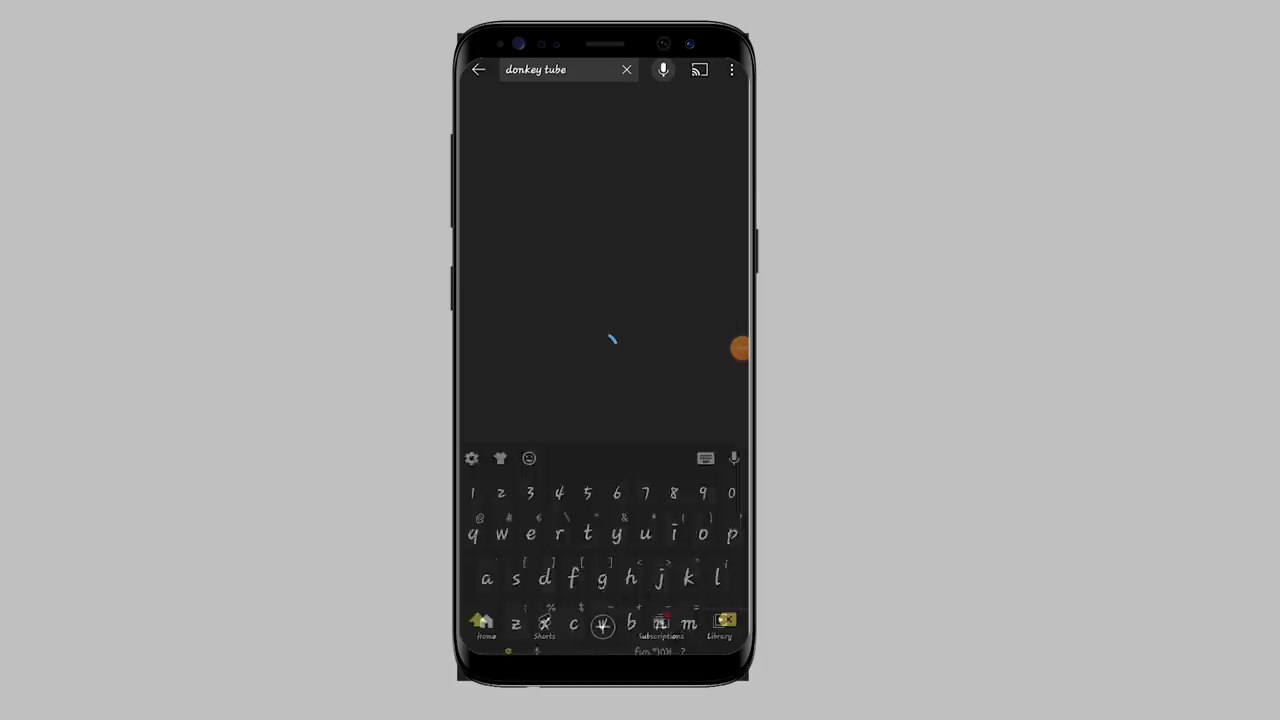 donkey tube
1 2 3 4 5 6 7 8 9 0
@ # € \ & * ( )
q w e r t y u i o p
[ ] < >
a s d f g h j k l
% $ ~ + - =
z x c v b n m
Home Shorts Subscriptions Library